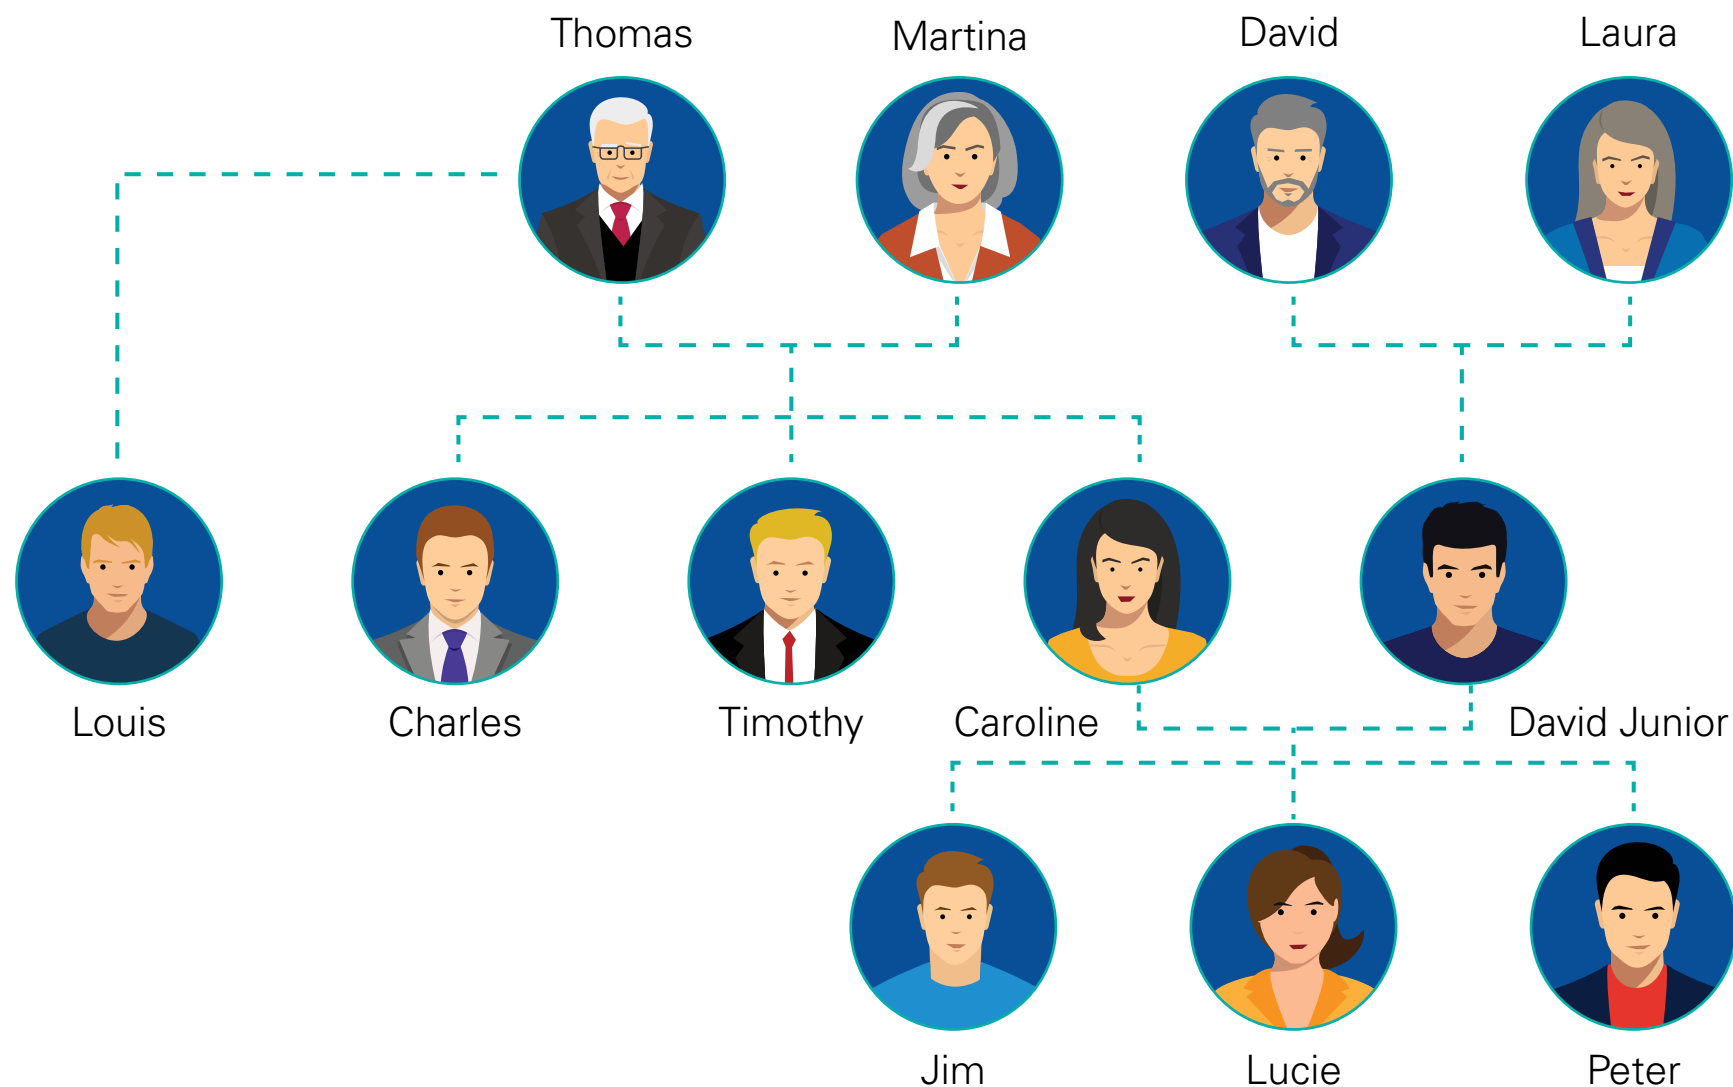 Thomas
Martina
David
Laura
Louis
Charles
Timothy
Caroline
David Junior
Jim
Lucie
Peter